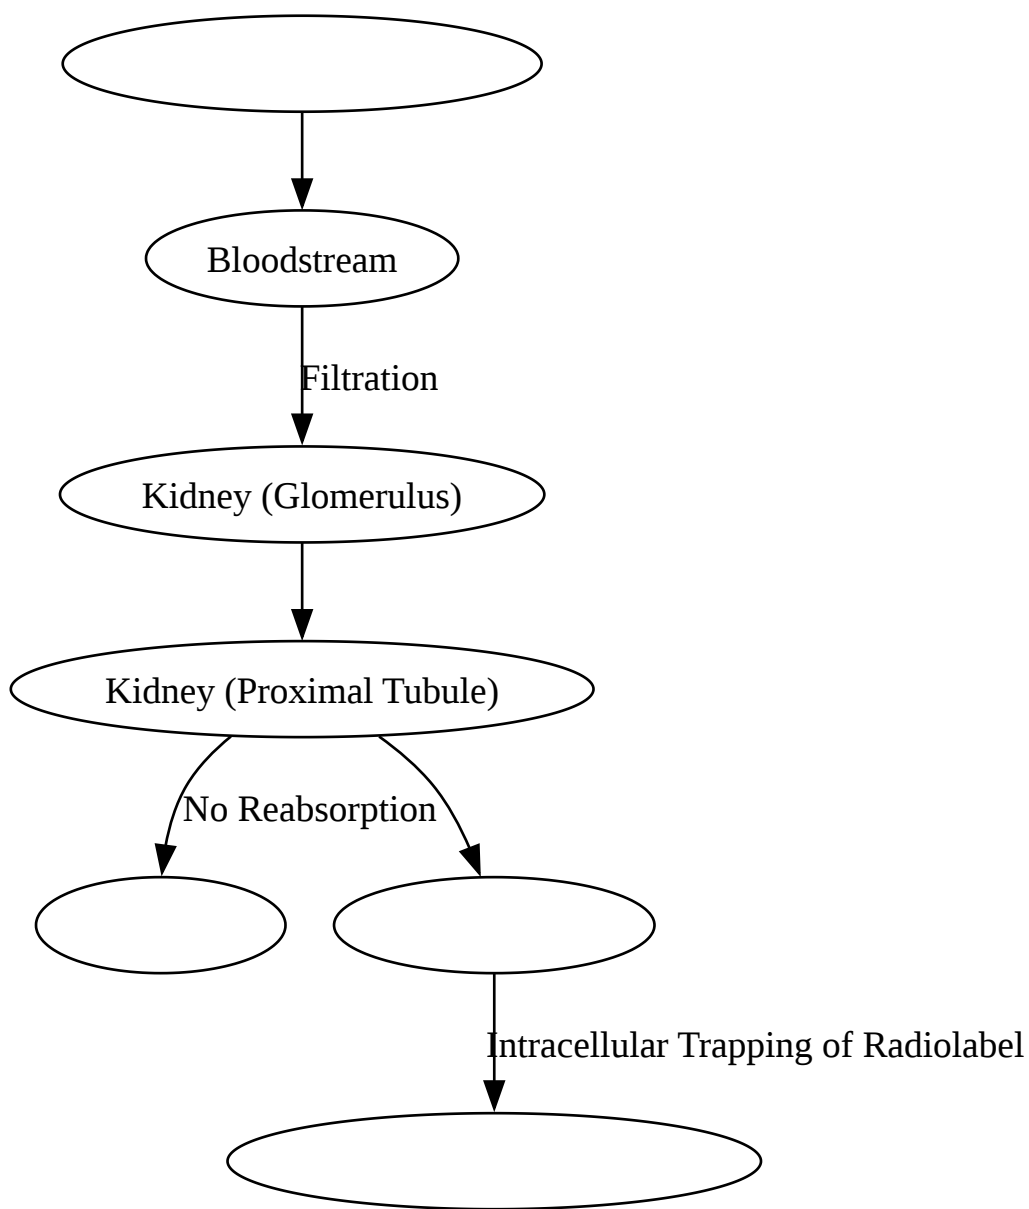 Bloodstream
Filtration
Kidney (Glomerulus)
Kidney (Proximal Tubule)
No Reabsorption
Intracellular Trapping of Radiolabel